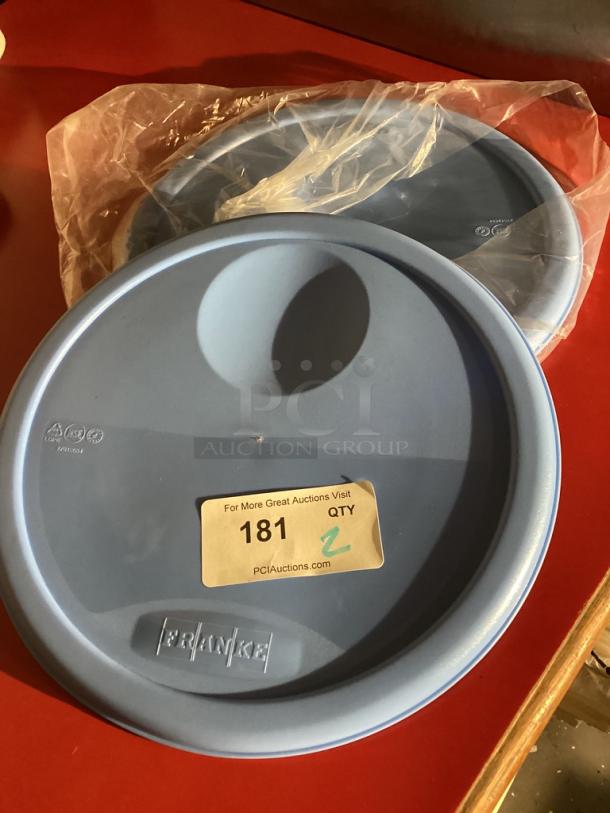 PCI
AUCTION GROUP
For More Great Auctions Visit
181
QTY
2
PCIAuctions.com
FRANKE